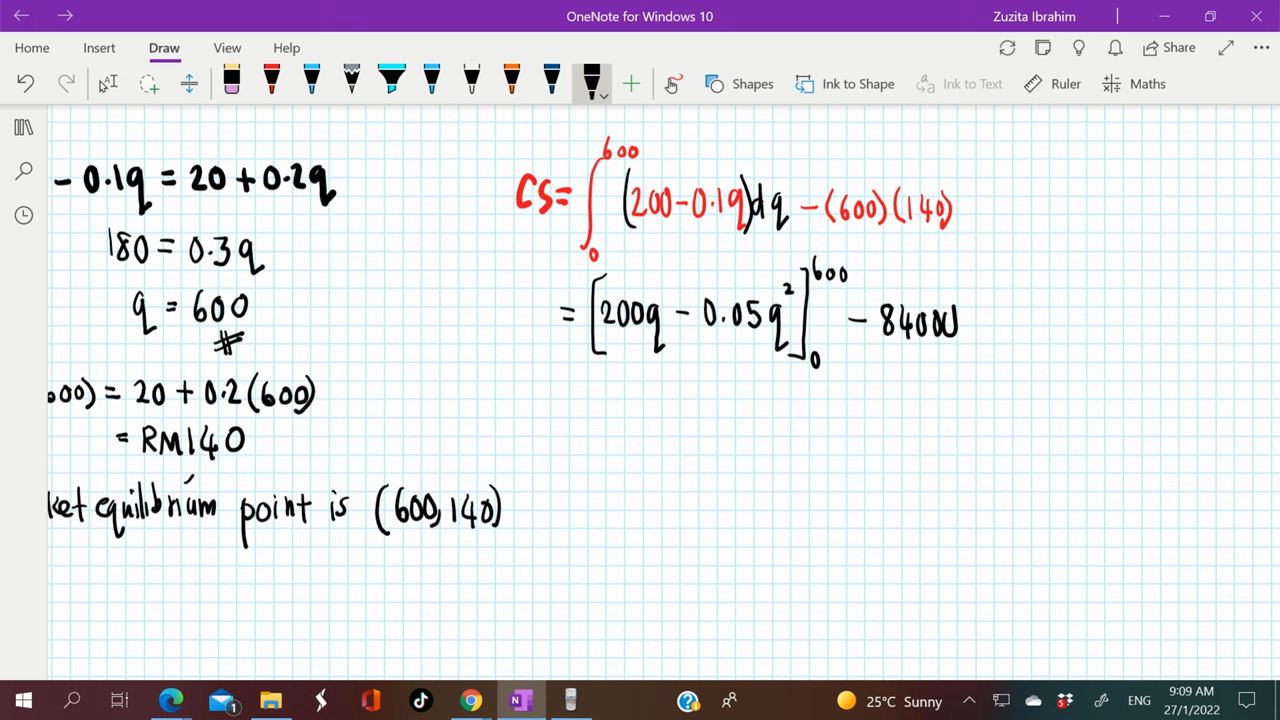 OneNote for Windows 10
Zuzita Ibrahim
Home Insert Draw View Help
Share
Shapes
Ink to Shape
Ink to Text
Ruler
Maths
- 0.1q = 20 + 0.2q
180 = 0.3q
q = 600
#
600) = 20 + 0.2(600)
= RM140
ket equilibrium point is (600,140)
CS = ∫₀⁶⁰⁰ (200 - 0.1q)dq - (600)(140)
= [200q - 0.05q²]₀⁶⁰⁰ - 84000
25°C Sunny
ENG
9:09 AM
27/1/2022
1